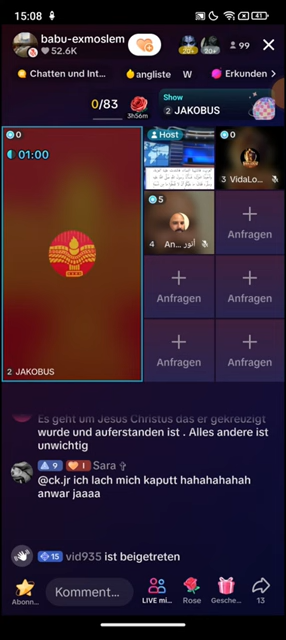 15:08
41
babu-exmoslem
52.6K
99
Chatten und Int...
angliste
W
Erkunden
0/83
3h56m
Show
2 JAKOBUS
0
01:00
Host
0
3 VidaLo...
5
4 An... أنور
Anfragen
Anfragen
Anfragen
Anfragen
Anfragen
2 JAKOBUS
Es geht um Jesus Christus das er gekreuzigt
wurde und auferstanden ist . Alles andere ist
unwichtig
9 1 Sara ✞
@ck.jr ich lach mich kaputt hahahahahah
anwar jaaaa
15 vid935 ist beigetreten
Abonn...
Komment...
LIVE mi...
Rose
Gesche...
13